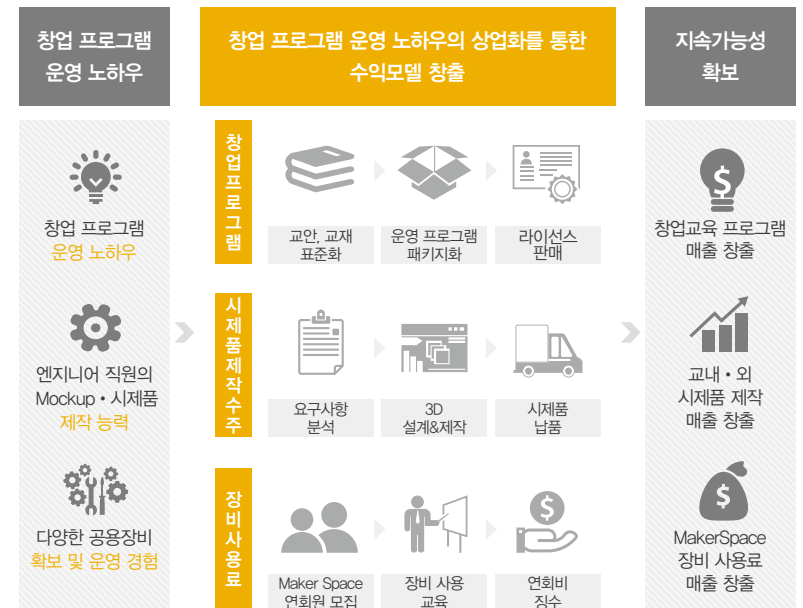 창업 프로그램
운영 노하우
창업 프로그램 운영 노하우의 상업화를 통한
수익모델 창출
지속가능성
확보
창업 프로그램
운영 노하우
엔지니어 직원의
Mockup • 시제품
제작 능력
다양한 공용장비
확보 및 운영 경험
창업프로그램
교안, 교재
표준화
운영 프로그램
패키지화
라이선스
판매
시제품제작수주
요구사항
분석
3D
설계&제작
시제품
납품
장비사용료
Maker Space
연회원 모집
장비 사용
교육
연회비
징수
창업교육 프로그램
매출 창출
교내 • 외
시제품 제작
매출 창출
MakerSpace
장비 사용료
매출 창출